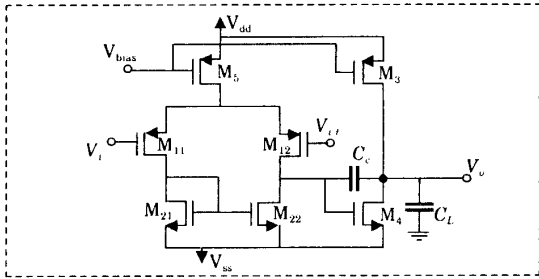 V_dd
V_bias
M_5
M_3
V_i
M_11
M_12
C_c
V_o
M_21
M_22
M_4
C_L
V_ss